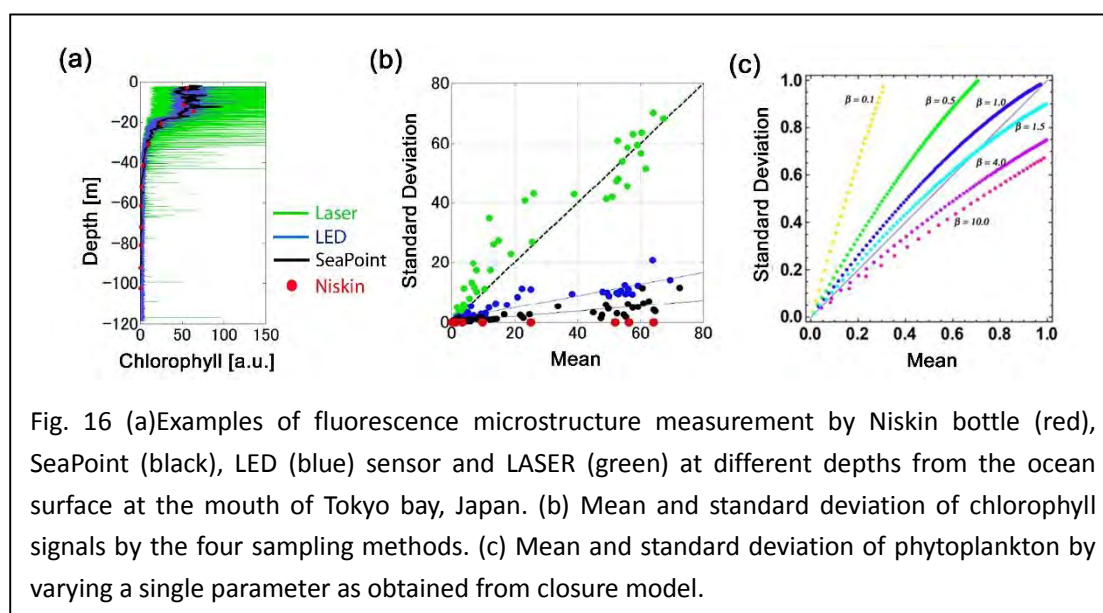 (a)
0
−20
−40
−60
−80
−100
−120
0 50 100 150
Depth [m]
Chlorophyll [a.u.]
Laser
LED
SeaPoint
Niskin
(b)
80
60
40
20
0
0 20 40 60 80
Standard Deviation
Mean
(c)
1.0
0.8
0.6
0.4
0.2
0.0
0.0 0.2 0.4 0.6 0.8 1.0
Standard Deviation
Mean
β = 0.1
β = 0.5
β = 1.0
β = 1.5
β = 4.0
β = 10.0
Fig. 16 (a)Examples of fluorescence microstructure measurement by Niskin bottle (red),
SeaPoint (black), LED (blue) sensor and LASER (green) at different depths from the ocean
surface at the mouth of Tokyo bay, Japan. (b) Mean and standard deviation of chlorophyll
signals by the four sampling methods. (c) Mean and standard deviation of phytoplankton by
varying a single parameter as obtained from closure model.